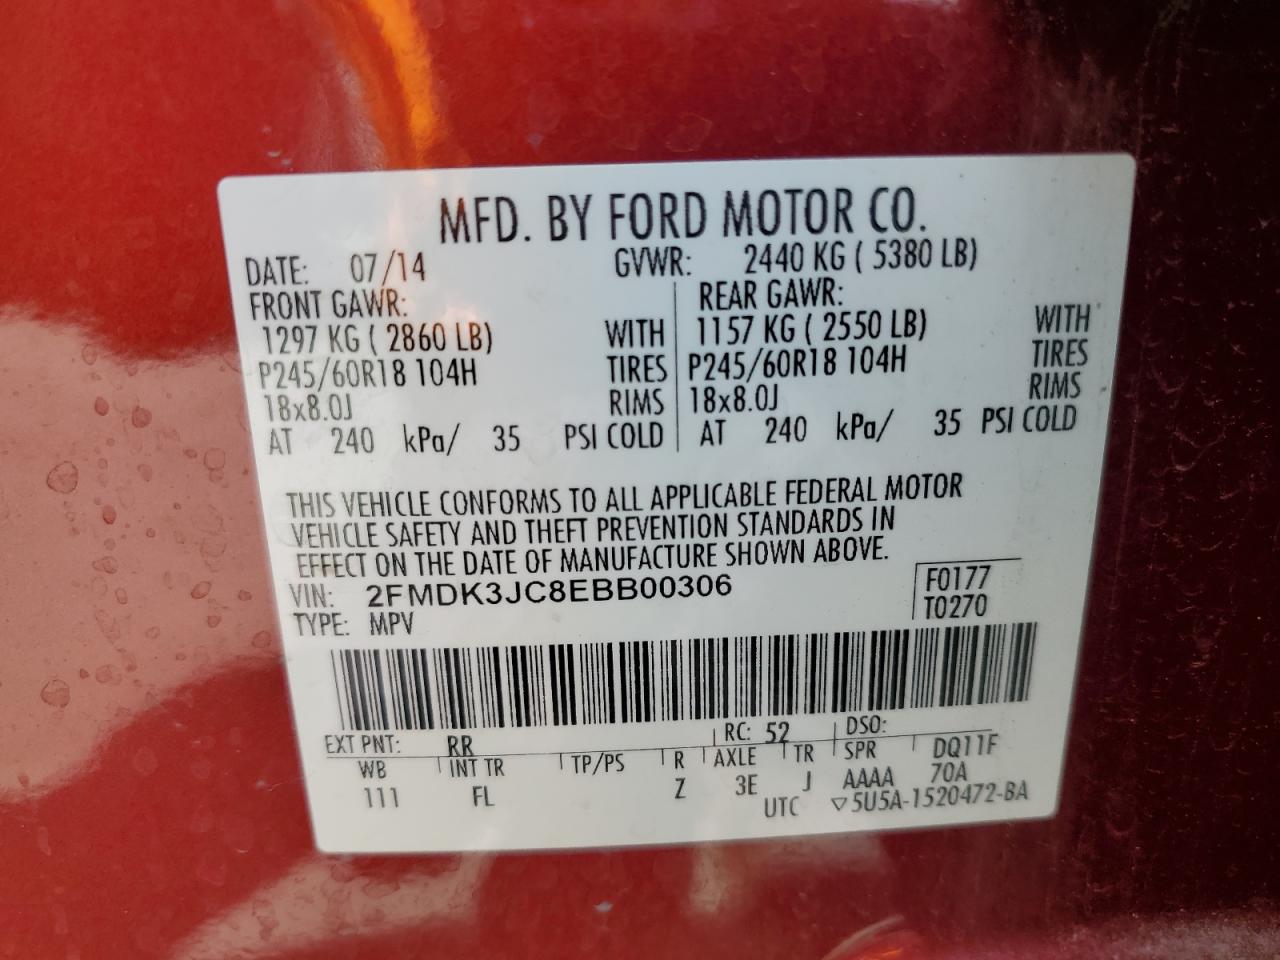 MFD. BY FORD MOTOR CO.
DATE: 07/14 GVWR: 2440 KG ( 5380 LB)
FRONT GAWR: REAR GAWR:
1297 KG ( 2860 LB) WITH 1157 KG ( 2550 LB) WITH
P245/60R18 104H TIRES P245/60R18 104H TIRES
18x8.0J RIMS 18x8.0J RIMS
AT 240 kPa/ 35 PSI COLD AT 240 kPa/ 35 PSI COLD
THIS VEHICLE CONFORMS TO ALL APPLICABLE FEDERAL MOTOR
VEHICLE SAFETY AND THEFT PREVENTION STANDARDS IN
EFFECT ON THE DATE OF MANUFACTURE SHOWN ABOVE.
VIN: 2FMDK3JC8EBB00306 F0177
TYPE: MPV T0270
EXT PNT: RR RC: 52 DSO:
WB INT TR TP/PS R AXLE TR SPR DQ11F
111 FL Z 3E J AAAA 70A
UTC ▽5U5A-1520472-BA